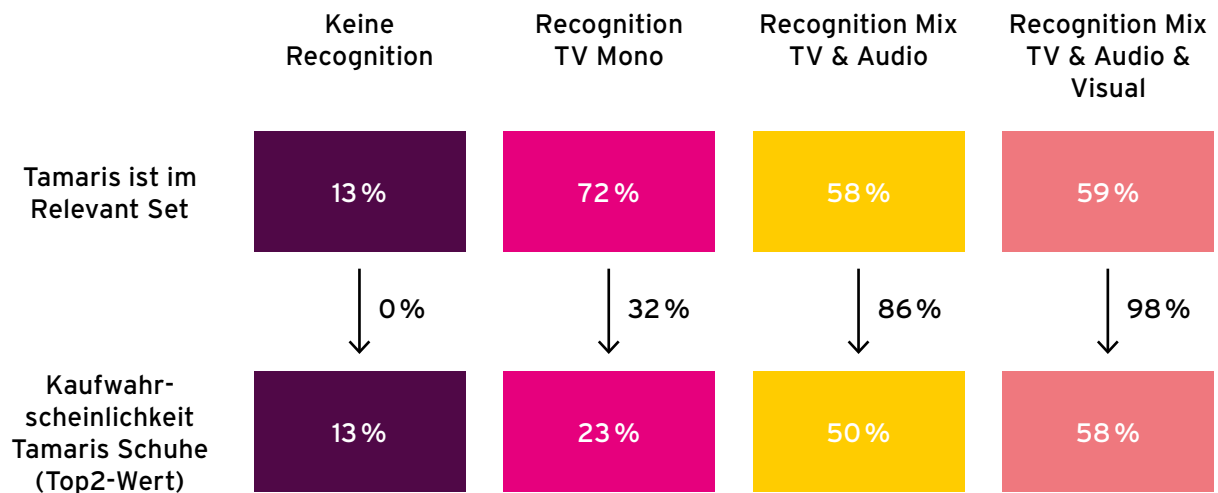 Keine
Recognition
Recognition
TV Mono
Recognition Mix
TV & Audio
Recognition Mix
TV & Audio &
Visual
Tamaris ist im
Relevant Set
13 %
72 %
58 %
59 %
0 %
32 %
86 %
98 %
Kaufwahr-
scheinlichkeit
Tamaris Schuhe
(Top2-Wert)
13 %
23 %
50 %
58 %